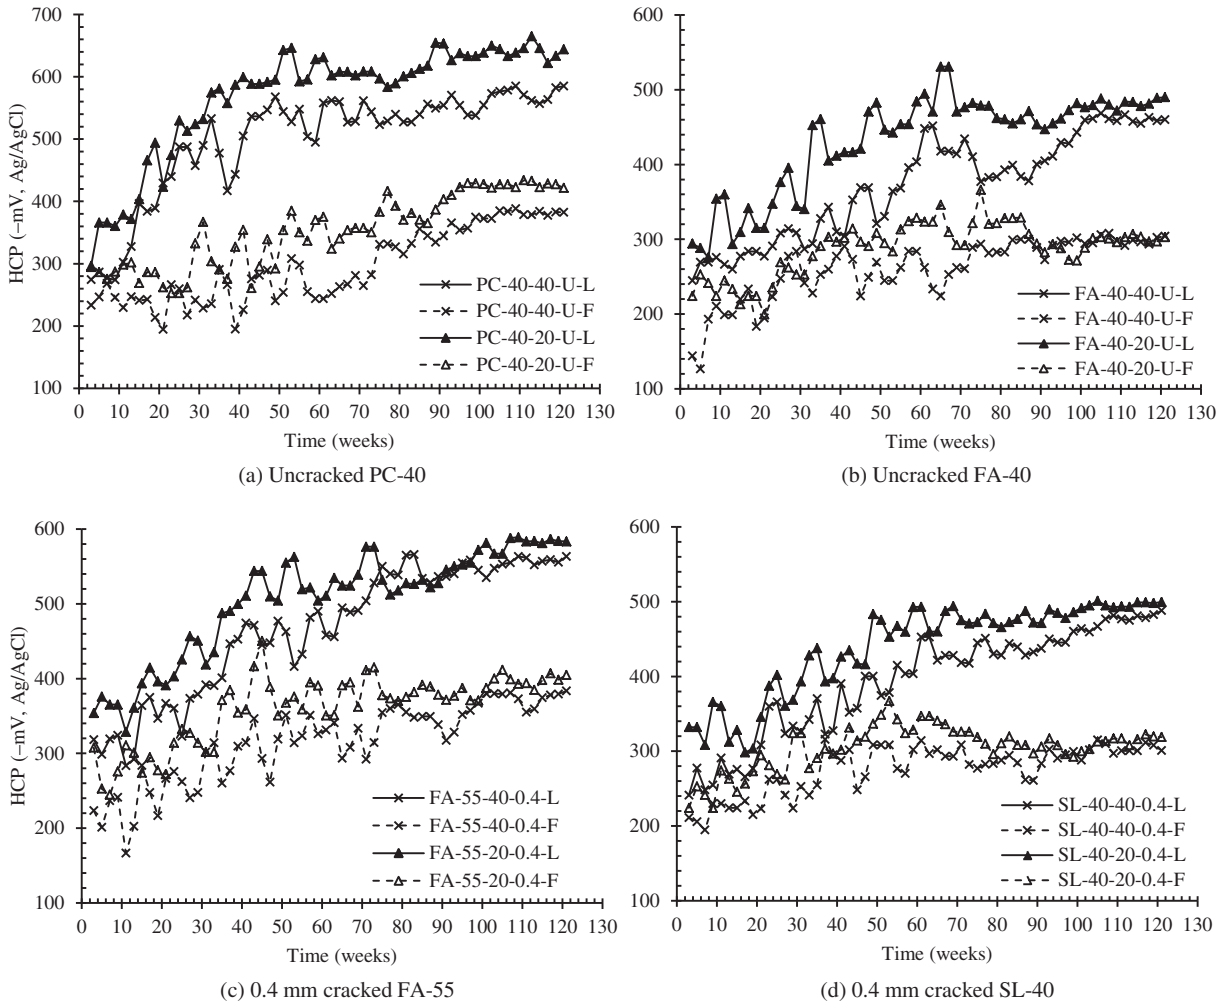 700
600
500
400
300
200
100
HCP (–mV, Ag/AgCl)
PC-40-40-U-L
PC-40-40-U-F
PC-40-20-U-L
PC-40-20-U-F
0 10 20 30 40 50 60 70 80 90 100 110 120 130
Time (weeks)
(a) Uncracked PC-40
600
500
400
300
200
100
FA-40-40-U-L
FA-40-40-U-F
FA-40-20-U-L
FA-40-20-U-F
0 10 20 30 40 50 60 70 80 90 100 110 120 130
Time (weeks)
(b) Uncracked FA-40
600
500
400
300
200
100
HCP (–mV, Ag/AgCl)
FA-55-40-0.4-L
FA-55-40-0.4-F
FA-55-20-0.4-L
FA-55-20-0.4-F
0 10 20 30 40 50 60 70 80 90 100 110 120 130
Time (weeks)
(c) 0.4 mm cracked FA-55
600
500
400
300
200
100
SL-40-40-0.4-L
SL-40-40-0.4-F
SL-40-20-0.4-L
SL-40-20-0.4-F
0 10 20 30 40 50 60 70 80 90 100 110 120 130
Time (weeks)
(d) 0.4 mm cracked SL-40